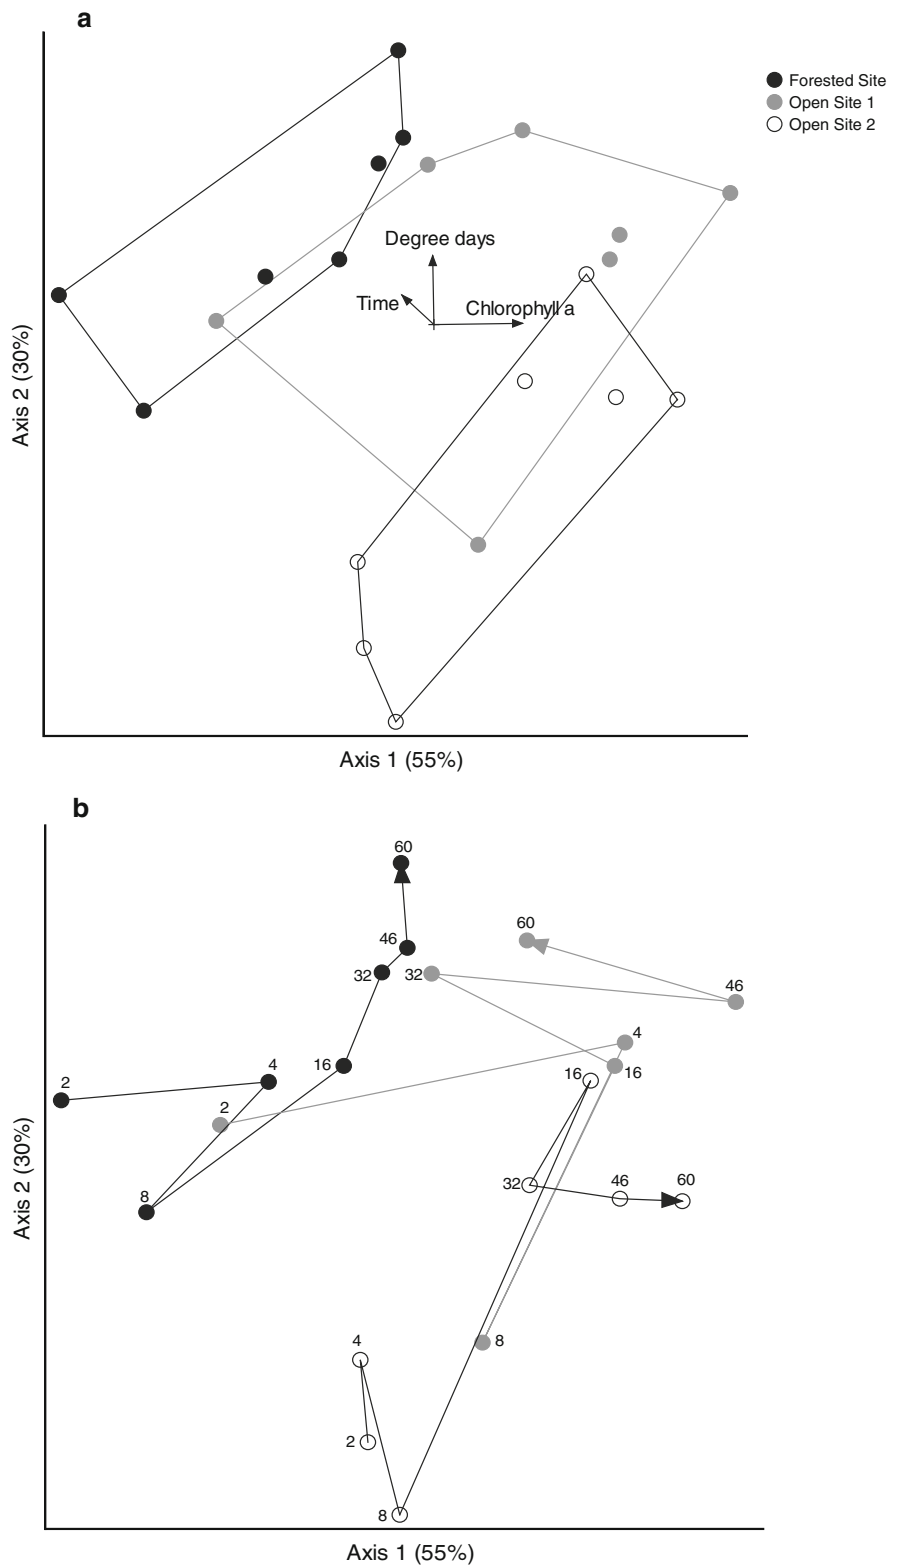 a
Forested Site
Open Site 1
Open Site 2
Degree days
Time
Chlorophyll a
Axis 2 (30%)
Axis 1 (55%)
b
60
60
46
32
32
46
4
16
16
4
2
2
32
46
60
8
4
8
2
8
Axis 2 (30%)
Axis 1 (55%)